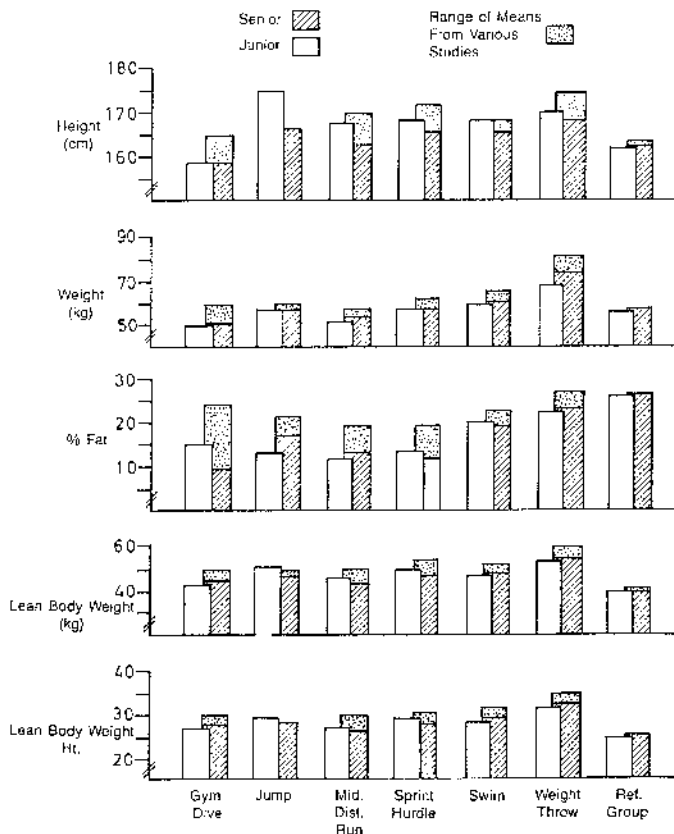 Senior
Junior
Range of Means
From Various
Studies
180
170
160
Height
(cm)
90
70
50
Weight
(kg)
30
20
10
% Fat
60
40
Lean Body Weight
(kg)
40
30
20
Lean Body Weight
Ht.
Gym
Dive
Jump
Mid.
Dist.
Run
Sprint
Hurdle
Swim
Weight
Throw
Ref.
Group